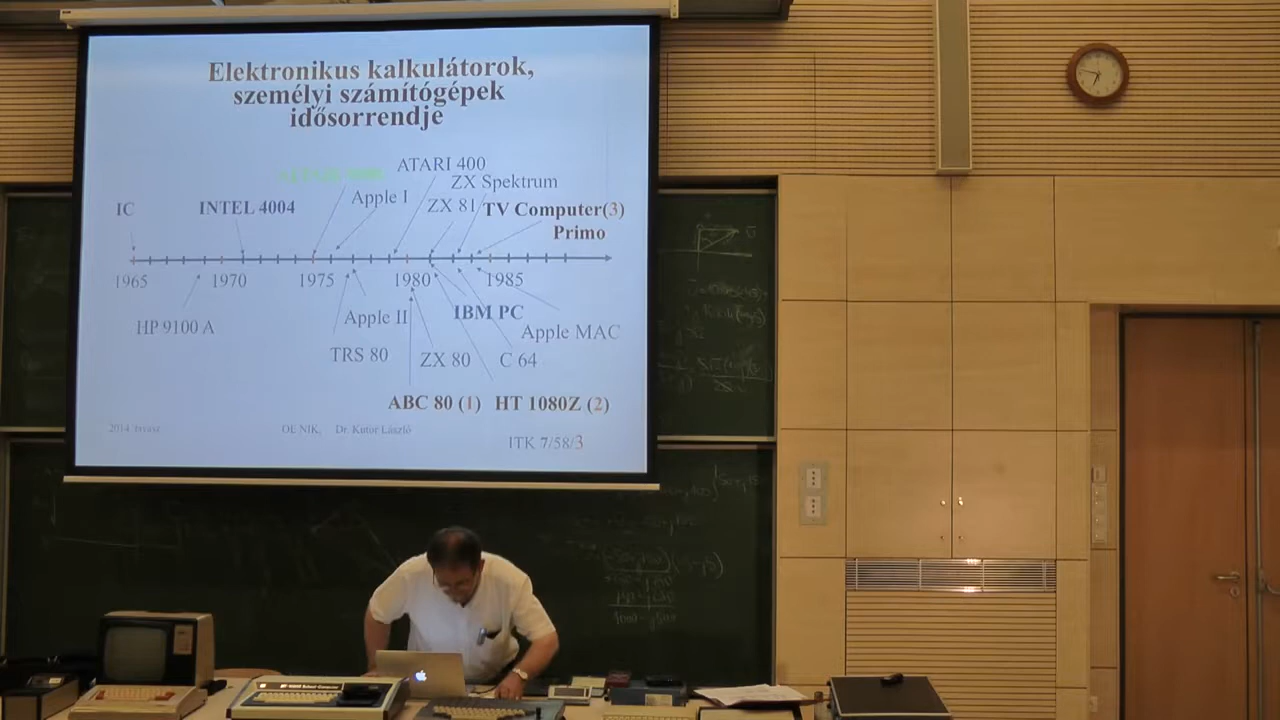 Elektronikus kalkulátorok,
személyi számítógépek
idősorrendje
ATARI 400
ZX Spektrum
Apple I
ZX 81
TV Computer(3)
IC
INTEL 4004
Primo
1965
1970
1975
1980
1985
HP 9100 A
Apple II
IBM PC
Apple MAC
TRS 80
ZX 80
C 64
ABC 80 (1)
HT 1080Z (2)
OE NIK, Dr. Kutor László
ITK 7/58/3